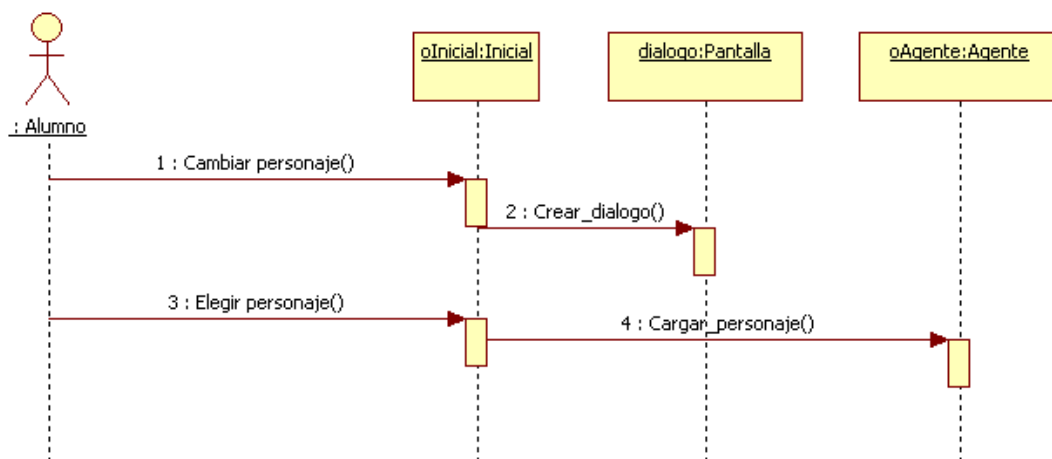 oInicial:Inicial
dialogo:Pantalla
oAgente:Agente
: Alumno
1 : Cambiar personaje()
2 : Crear_dialogo()
3 : Elegir personaje()
4 : Cargar_personaje()